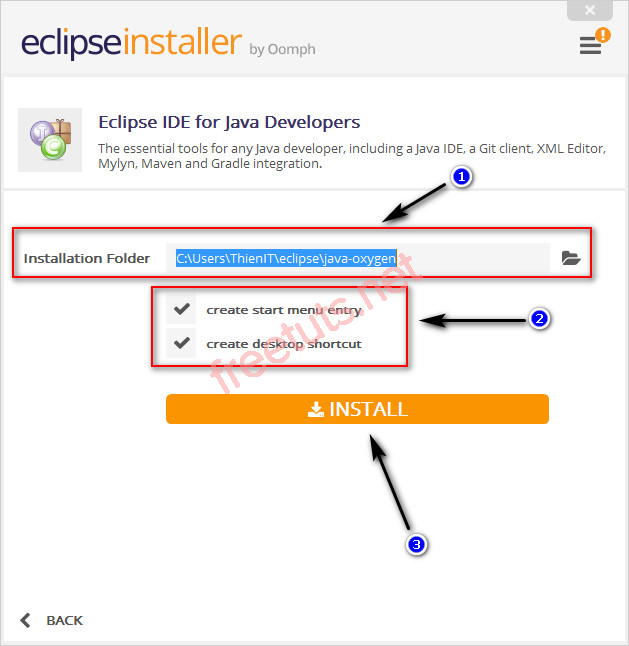 eclipse installer by Oomph
!
Eclipse IDE for Java Developers
The essential tools for any Java developer, including a Java IDE, a Git client, XML Editor,
Mylyn, Maven and Gradle integration.
1
Installation Folder C:\Users\ThienIT\eclipse\java-oxygen
create start menu entry
2
create desktop shortcut
freetuts.net
INSTALL
3
BACK